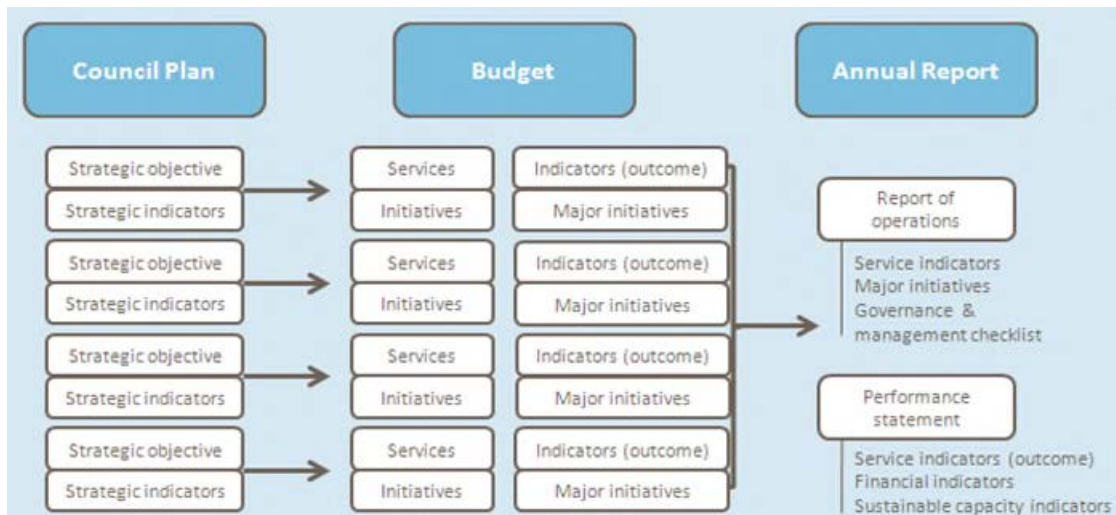 Council Plan
Budget
Annual Report
Strategic objective
Strategic indicators
Services
Initiatives
Indicators (outcome)
Major initiatives
Strategic objective
Strategic indicators
Services
Initiatives
Indicators (outcome)
Major initiatives
Strategic objective
Strategic indicators
Services
Initiatives
Indicators (outcome)
Major initiatives
Strategic objective
Strategic indicators
Services
Initiatives
Indicators (outcome)
Major initiatives
Report of
operations
Service indicators
Major initiatives
Governance &
management checklist
Performance
statement
Service indicators (outcome)
Financial indicators
Sustainable capacity indicators